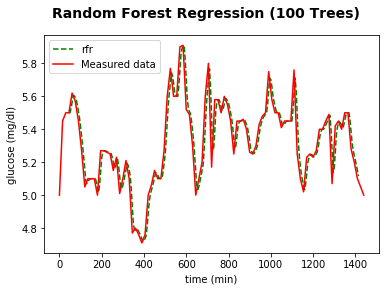 Random Forest Regression (100 Trees)
rfr
Measured data
glucose (mg/dl)
5.8
5.6
5.4
5.2
5.0
4.8
0 200 400 600 800 1000 1200 1400
time (min)